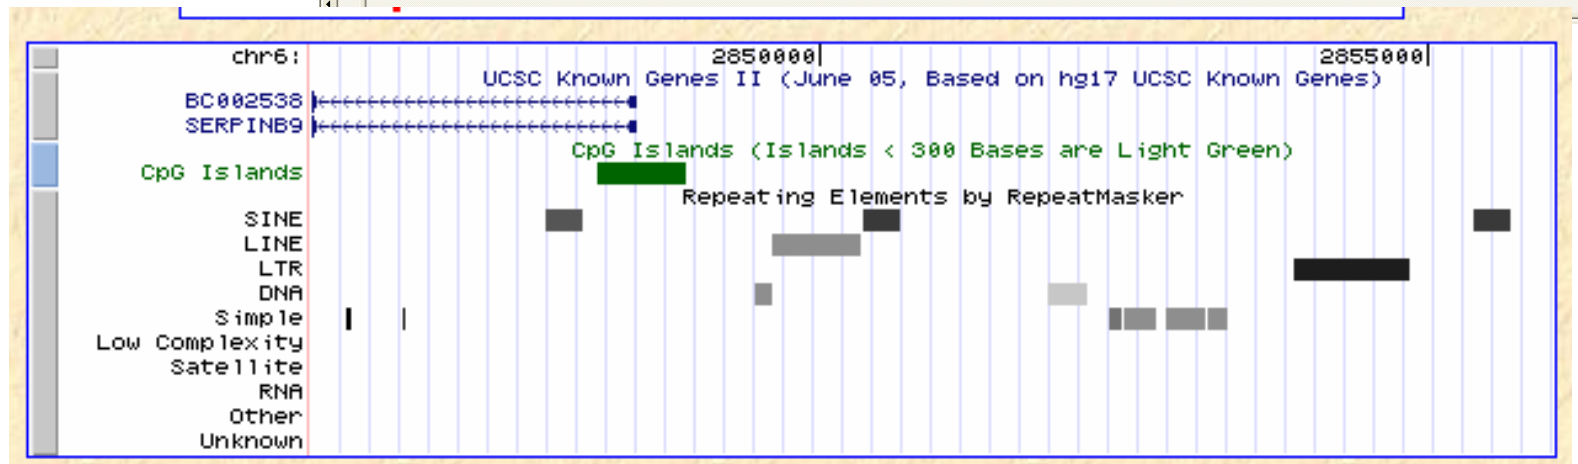 chr6: 2850000| 2855000|
UCSC Known Genes II (June 05, Based on hg17 UCSC Known Genes)
BC002538
SERPINB9
CpG Islands (Islands < 300 Bases are Light Green)
CpG Islands
Repeating Elements by RepeatMasker
SINE
LINE
LTR
DNA
Simple
Low Complexity
Satellite
RNA
Other
Unknown